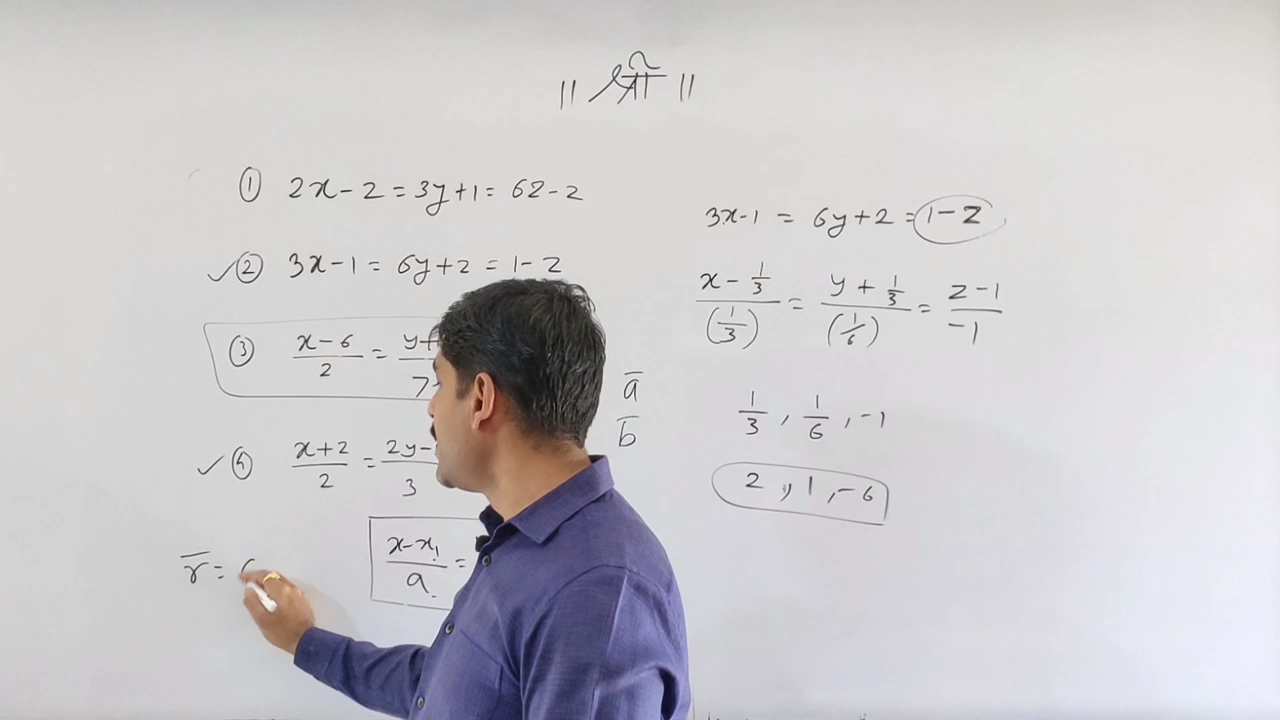 ॥ श्री ॥
① 2x-2=3y+1=6z-2
② 3x-1=6y+2=1-z
③ (x-6)/2 = y+
7
④ (x+2)/2 = (2y-)/3
(x-x₁)/a =
r̅ =
a̅
b̅
3x-1 = 6y+2 = 1-z
(x-1/3)/(1/3) = (y+1/3)/(1/6) = (z-1)/-1
1/3, 1/6, -1
2, 1, -6